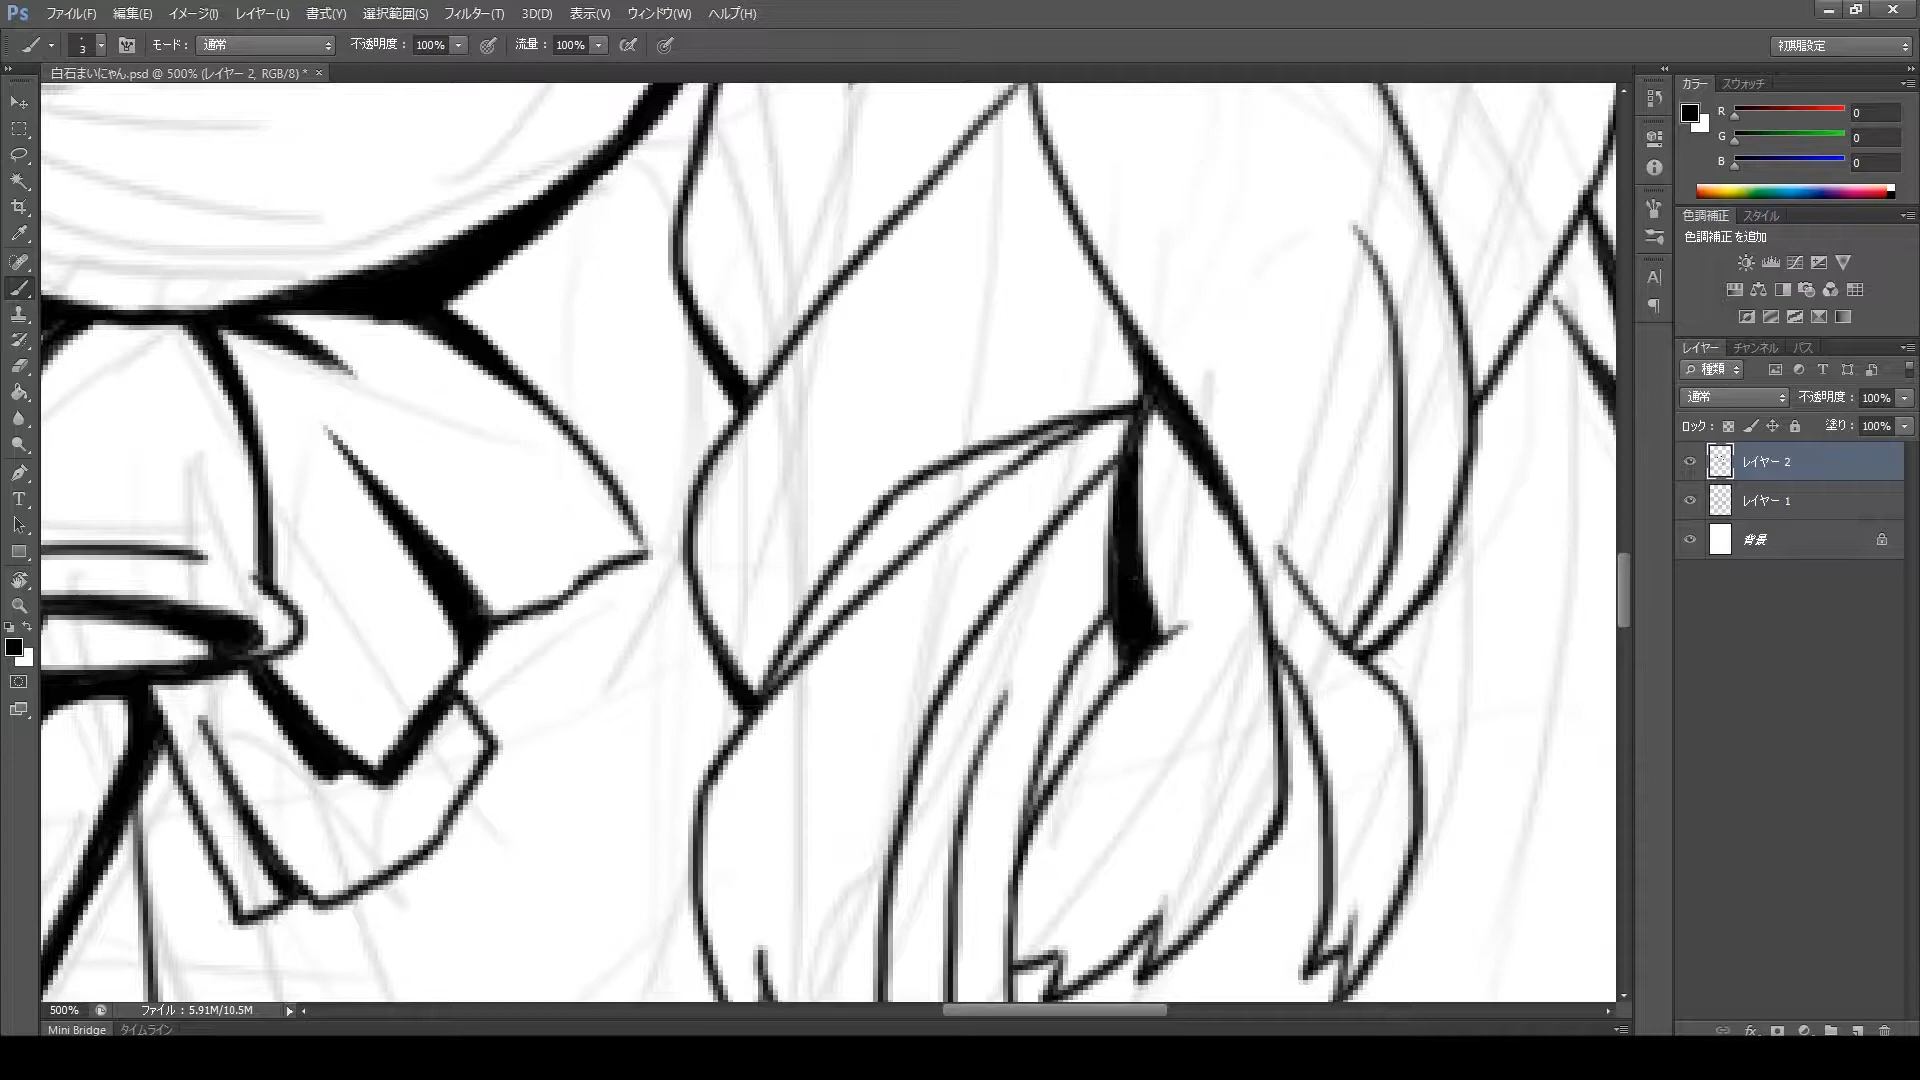 Ps ファイル(F) 編集(E) イメージ(I) レイヤー(L) 書式(Y) 選択範囲(S) フィルター(T) 3D(D) 表示(V) ウィンドウ(W) ヘルプ(H)
3 モード : 通常 不透明度 : 100% 流量 : 100% 初期設定
白石まいにゃん.psd @ 500% (レイヤー 2, RGB/8) * ×
カラー スウォッチ
R 0
G 0
B 0
色調補正 スタイル
色調補正を追加
レイヤー チャンネル パス
種類
通常 不透明度 : 100%
ロック : 塗り : 100%
レイヤー 2
レイヤー 1
背景
500% ファイル : 5.91M/10.5M
Mini Bridge タイムライン